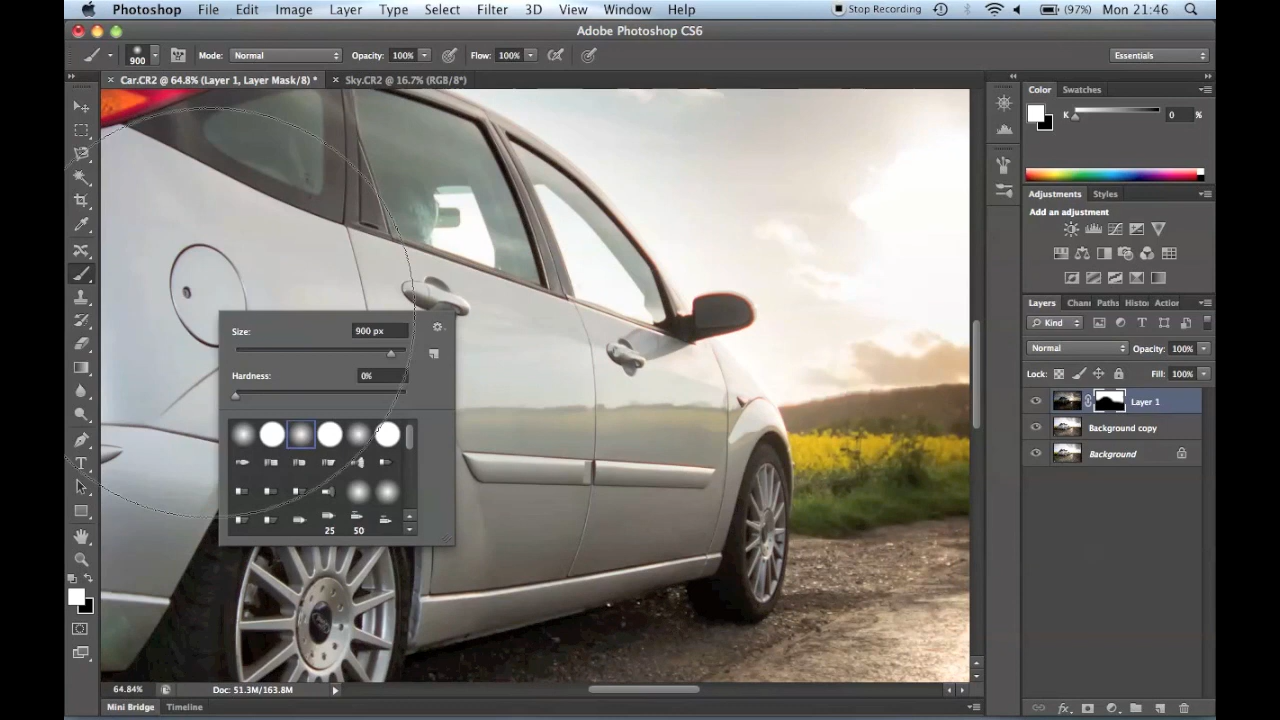 Photoshop File Edit Image Layer Type Select Filter 3D View Window Help Stop Recording (97%) Mon 21:46
Adobe Photoshop CS6
900 Mode: Normal Opacity: 100% Flow: 100% Essentials
Car.CR2 @ 64.8% (Layer 1, Layer Mask/8) * Sky.CR2 @ 16.7% (RGB/8*)
Color Swatches
K 0 %
Adjustments Styles
Add an adjustment
Layers Chann Paths Histo Action
Kind
Normal Opacity: 100%
Lock: Fill: 100%
Layer 1
Background copy
Background
Size: 900 px
Hardness: 0%
25 50
64.84% Doc: 51.3M/163.8M
Mini Bridge Timeline